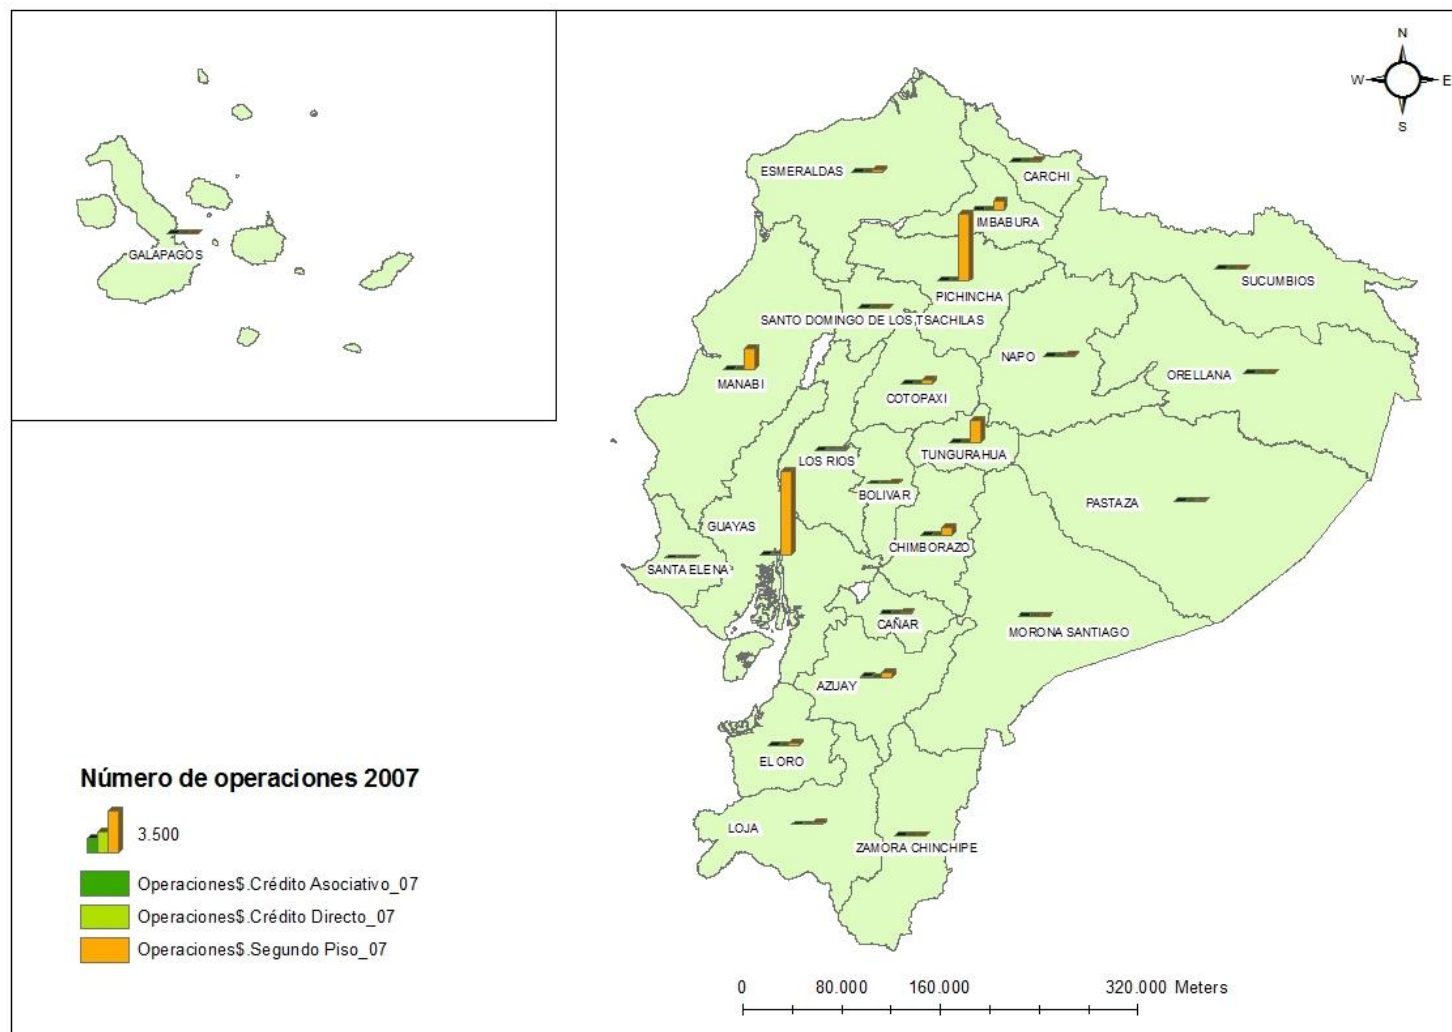 N
W
E
S
ESMERALDAS
CARCHI
IMBABURA
GALAPAGOS
SUCUMBIOS
PICHINCHA
SANTO DOMINGO DE LOS TSACHILAS
NAPO
ORELLANA
MANABI
COTOPAXI
TUNGURAHUA
LOS RIOS
BOLIVAR
PASTAZA
GUAYAS
CHIMBORAZO
SANTA ELENA
CAÑAR
MORONA SANTIAGO
AZUAY
EL ORO
LOJA
ZAMORA CHINCHIPE
Número de operaciones 2007
3.500
Operaciones$.Crédito Asociativo_07
Operaciones$.Crédito Directo_07
Operaciones$.Segundo Piso_07
0 80.000 160.000 320.000 Meters